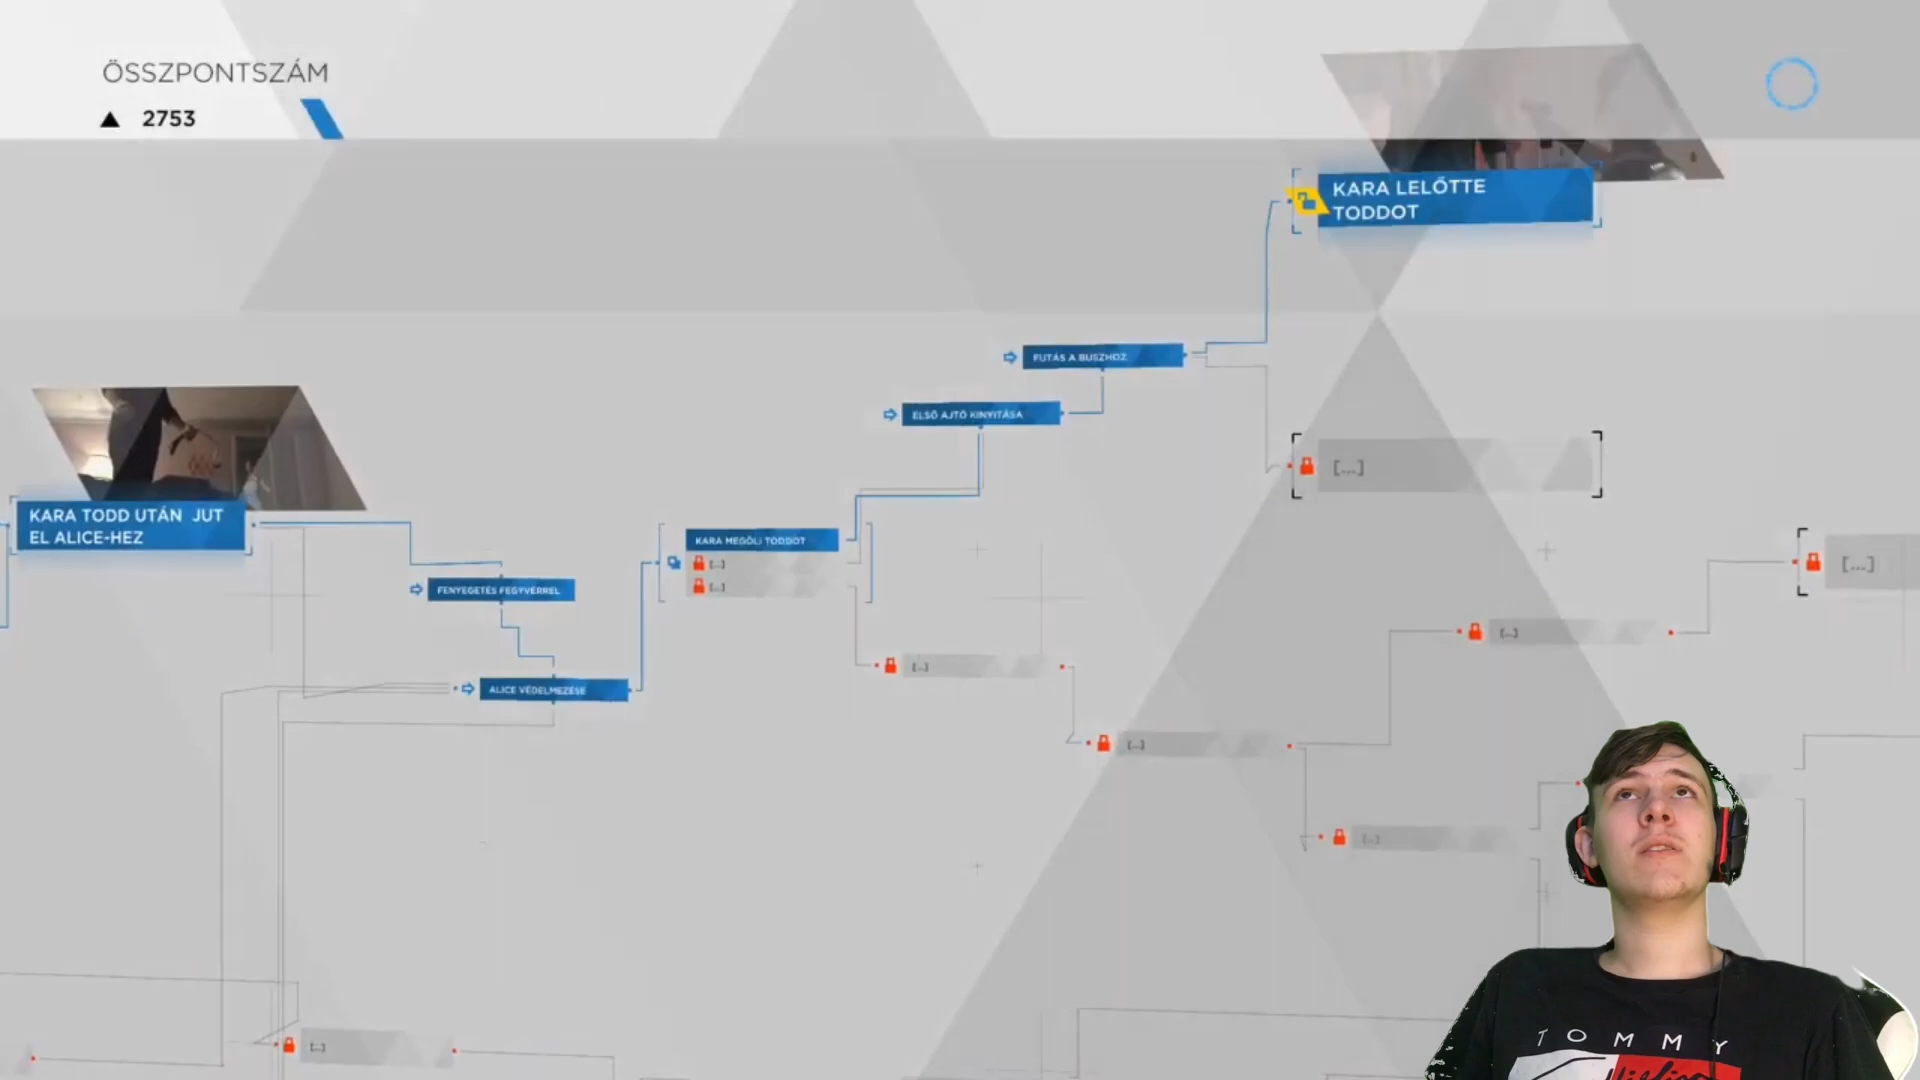 ÖSSZPONTSZÁM
2753
KARA LELŐTTE
TODDOT
FUTÁS A BUSZHOZ
ELSŐ AJTÓ KINYITÁSA
[...]
KARA TODD UTÁN JUT
EL ALICE-HEZ
KARA MEGÖLI TODDOT
[...]
[...]
[...]
FENYEGETÉS FEGYVERREL
[...]
[...]
ALICE VÉDELMEZÉSE
[...]
[...]
[...]
TOMMY